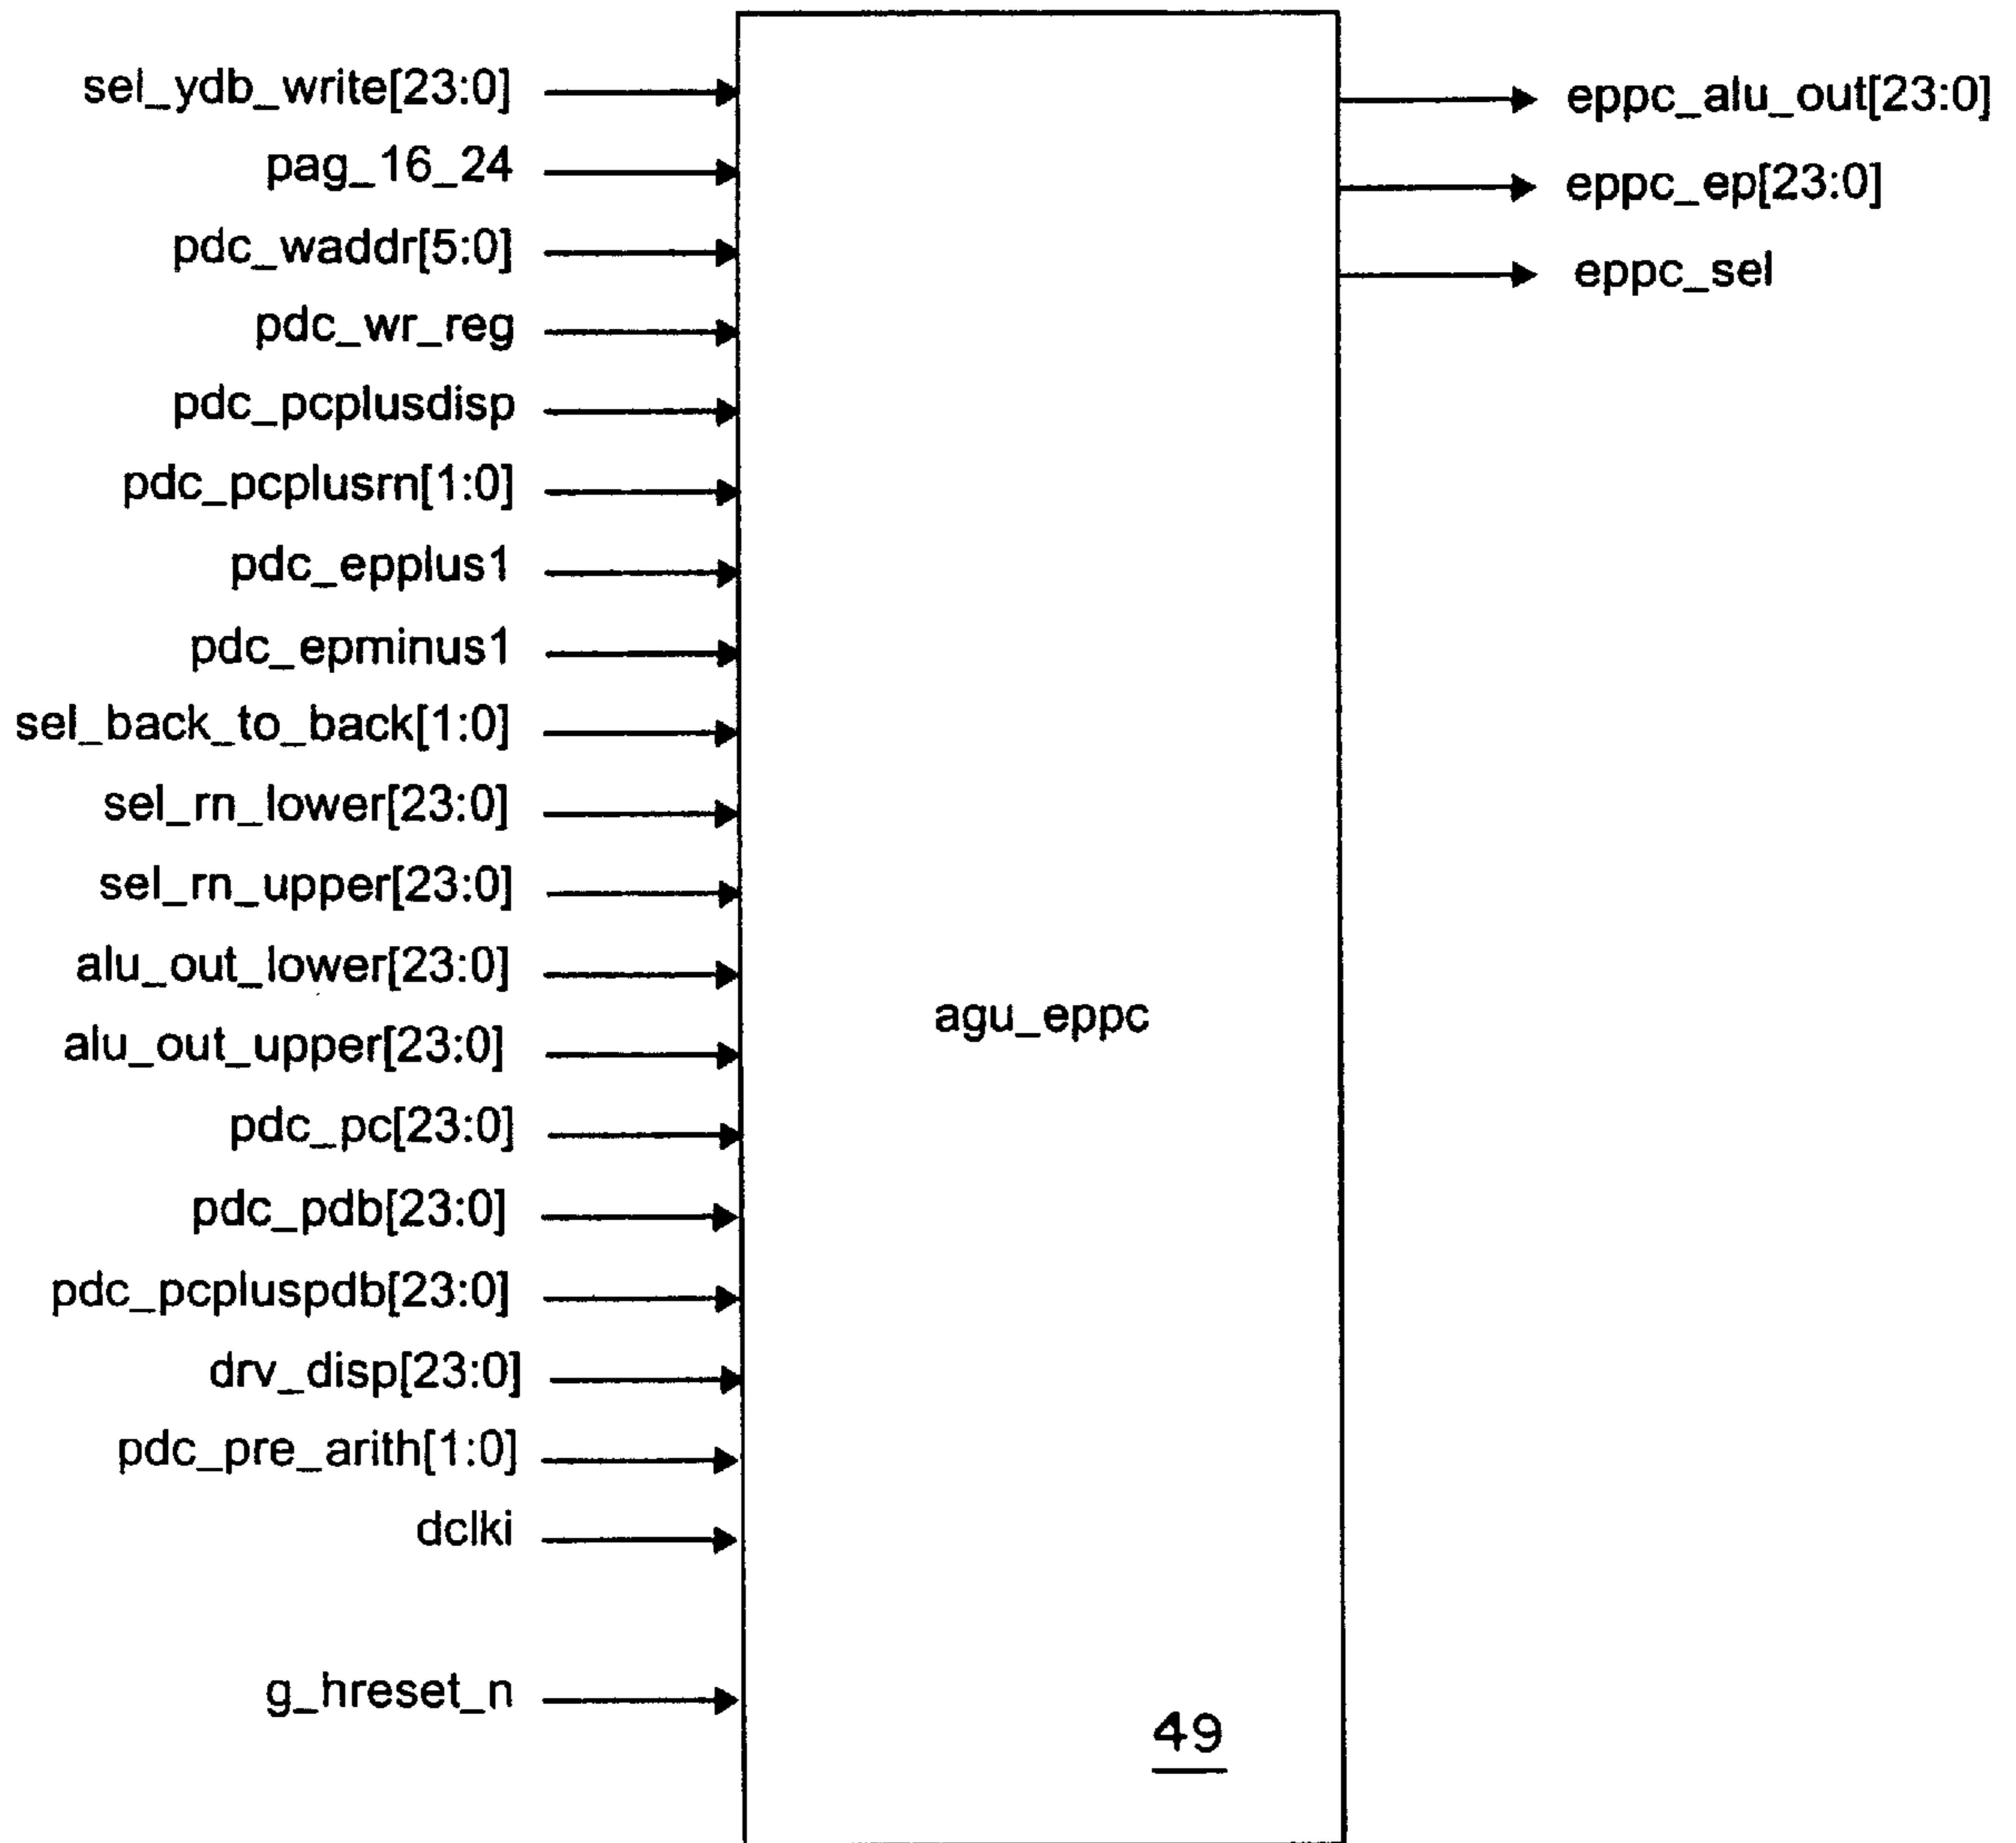 sel_ydb_write[23:0]
pag_16_24
pdc_waddr[5:0]
pdc_wr_reg
pdc_pcplusdisp
pdc_pcplusrn[1:0]
pdc_epplus1
pdc_epminus1
sel_back_to_back[1:0]
sel_rn_lower[23:0]
sel_rn_upper[23:0]
alu_out_lower[23:0]
alu_out_upper[23:0]
pdc_pc[23:0]
pdc_pdb[23:0]
pdc_pcpluspdb[23:0]
drv_disp[23:0]
pdc_pre_arith[1:0]
dclki
g_hreset_n
agu_eppc
49
eppc_alu_out[23:0]
eppc_ep[23:0]
eppc_sel